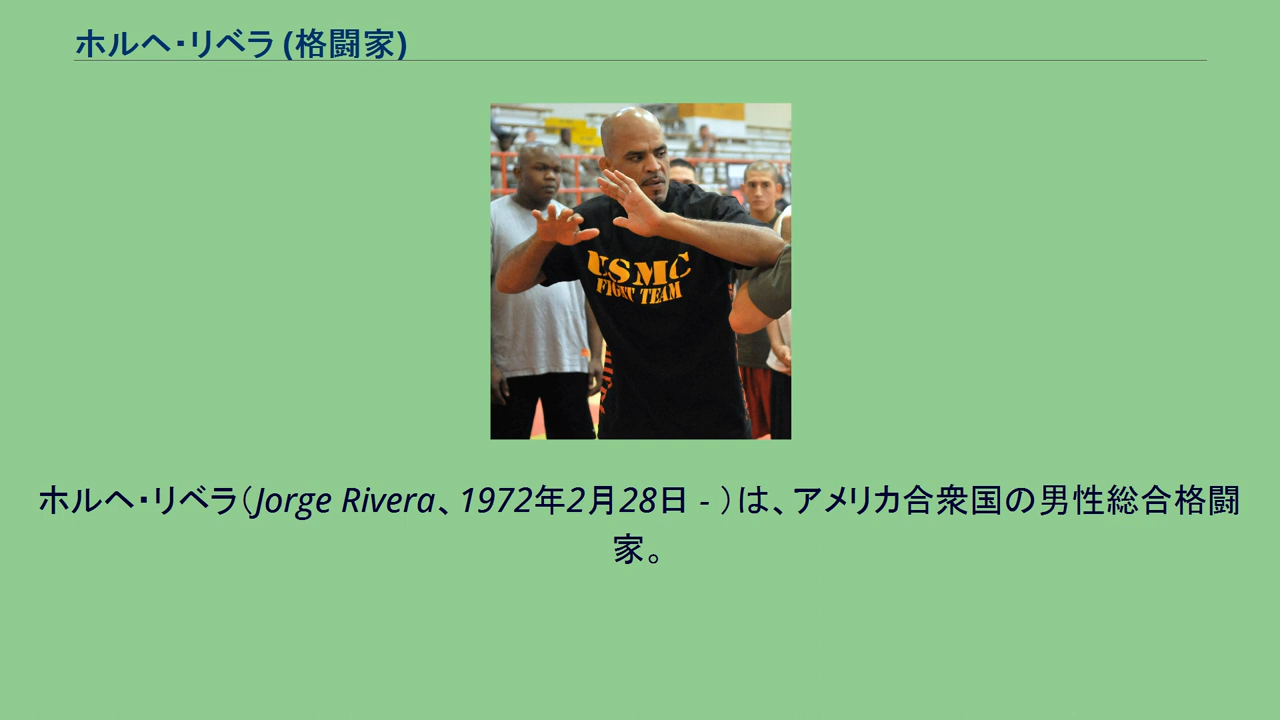 ホルヘ・リベラ (格闘家)
USMC
FIGHT TEAM
ホルヘ・リベラ（Jorge Rivera、1972年2月28日 - ）は、アメリカ合衆国の男性総合格闘
家。